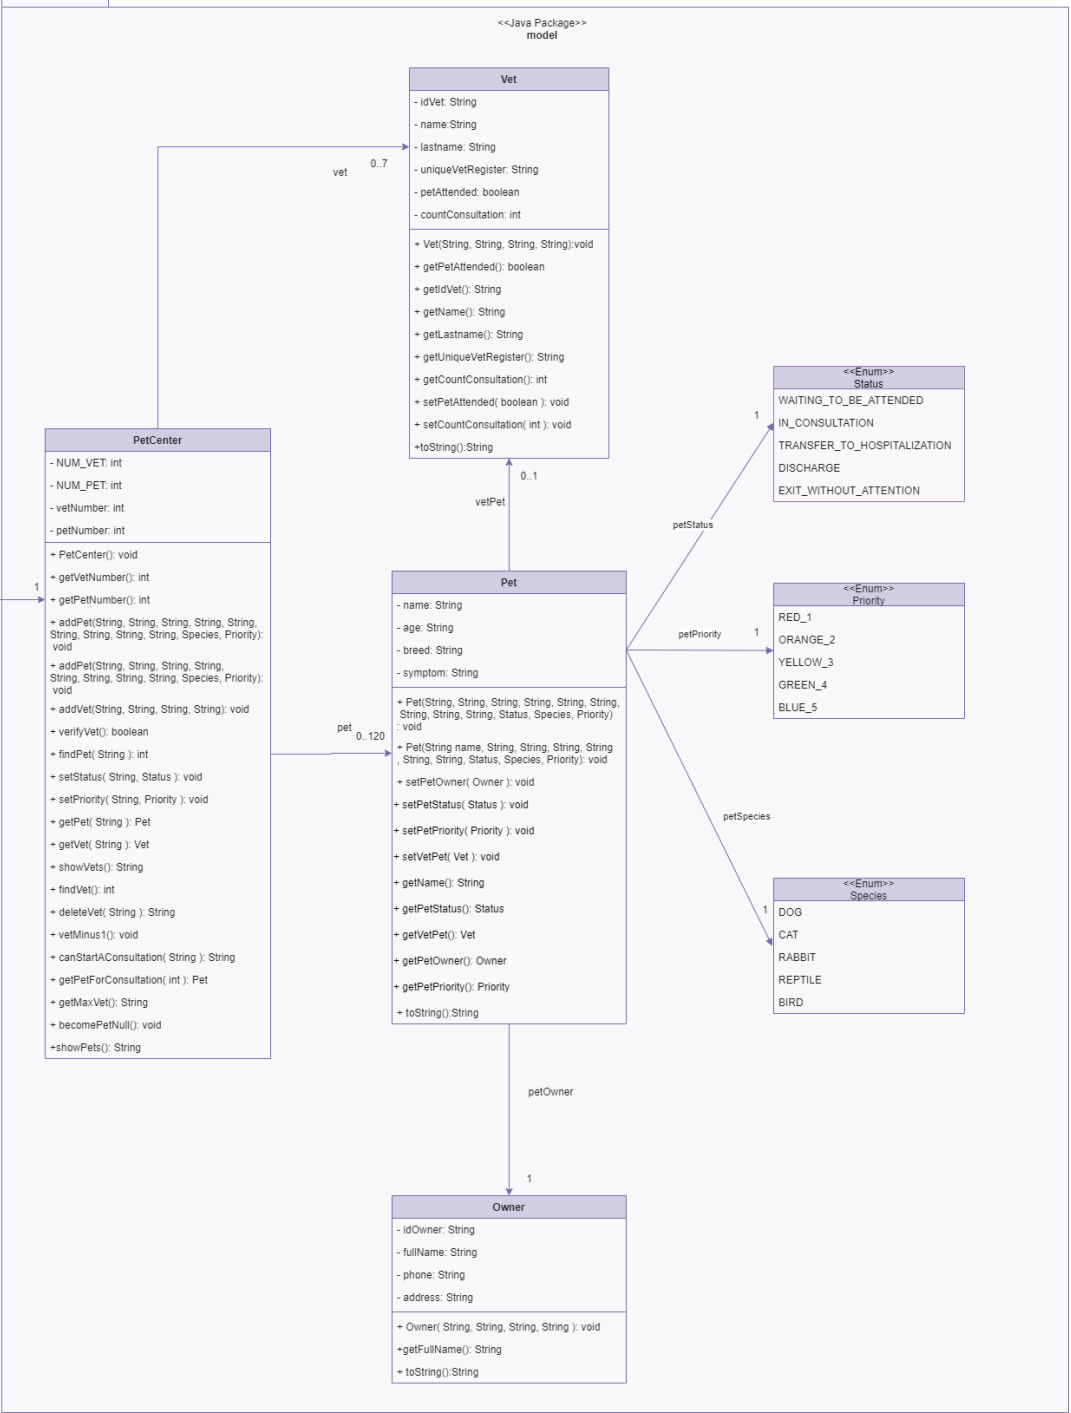 <<Java Package>>
model
Vet
- idVet: String
- name:String
- lastname: String
- uniqueVetRegister: String
- petAttended: boolean
- countConsultation: int
+ Vet(String, String, String, String):void
+ getPetAttended(): boolean
+ getIdVet(): String
+ getName(): String
+ getLastname(): String
+ getUniqueVetRegister(): String
+ getCountConsultation(): int
+ setPetAttended( boolean ): void
+ setCountConsultation( int ): void
+toString():String
0..7
vet
0..1
vetPet
PetCenter
- NUM_VET: int
- NUM_PET: int
- vetNumber: int
- petNumber: int
+ PetCenter(): void
+ getVetNumber(): int
+ getPetNumber(): int
+ addPet(String, String, String, String, String,
String, String, String, String, Species, Priority):
void
+ addPet(String, String, String, String,
String, String, String, String, Species, Priority):
void
+ addVet(String, String, String, String): void
+ verifyVet(): boolean
+ findPet( String ): int
+ setStatus( String, Status ): void
+ setPriority( String, Priority ): void
+ getPet( String ): Pet
+ getVet( String ): Vet
+ showVets(): String
+ findVet(): int
+ deleteVet( String ): String
+ vetMinus1(): void
+ canStartAConsultation( String ): String
+ getPetForConsultation( int ): Pet
+ getMaxVet(): String
+ becomePetNull(): void
+showPets(): String
1
pet
0..120
Pet
- name: String
- age: String
- breed: String
- symptom: String
+ Pet(String, String, String, String, String, String,
String, String, String, Status, Species, Priority)
: void
+ Pet(String name, String, String, String, String
, String, String, Status, Species, Priority): void
+ setPetOwner( Owner ): void
+ setPetStatus( Status ): void
+ setPetPriority( Priority ): void
+ setVetPet( Vet ): void
+ getName(): String
+ getPetStatus(): Status
+ getVetPet(): Vet
+ getPetOwner(): Owner
+ getPetPriority(): Priority
+ toString():String
petStatus
1
<<Enum>>
Status
WAITING_TO_BE_ATTENDED
IN_CONSULTATION
TRANSFER_TO_HOSPITALIZATION
DISCHARGE
EXIT_WITHOUT_ATTENTION
petPriority
1
<<Enum>>
Priority
RED_1
ORANGE_2
YELLOW_3
GREEN_4
BLUE_5
petSpecies
1
<<Enum>>
Species
DOG
CAT
RABBIT
REPTILE
BIRD
petOwner
1
Owner
- idOwner: String
- fullName: String
- phone: String
- address: String
+ Owner( String, String, String, String ): void
+getFullName(): String
+ toString():String